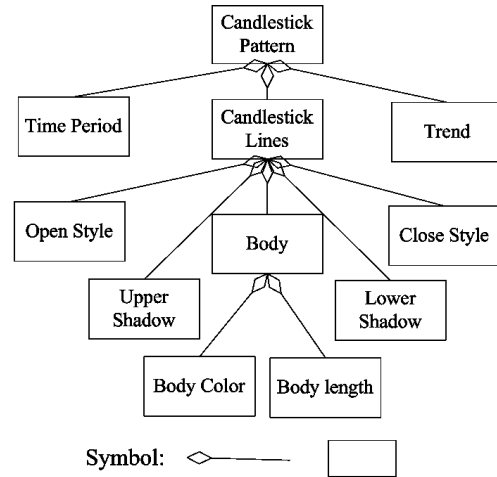 Candlestick
Pattern
Time Period
Candlestick
Lines
Trend
Open Style
Body
Close Style
Upper
Shadow
Lower
Shadow
Body Color
Body length
Symbol: